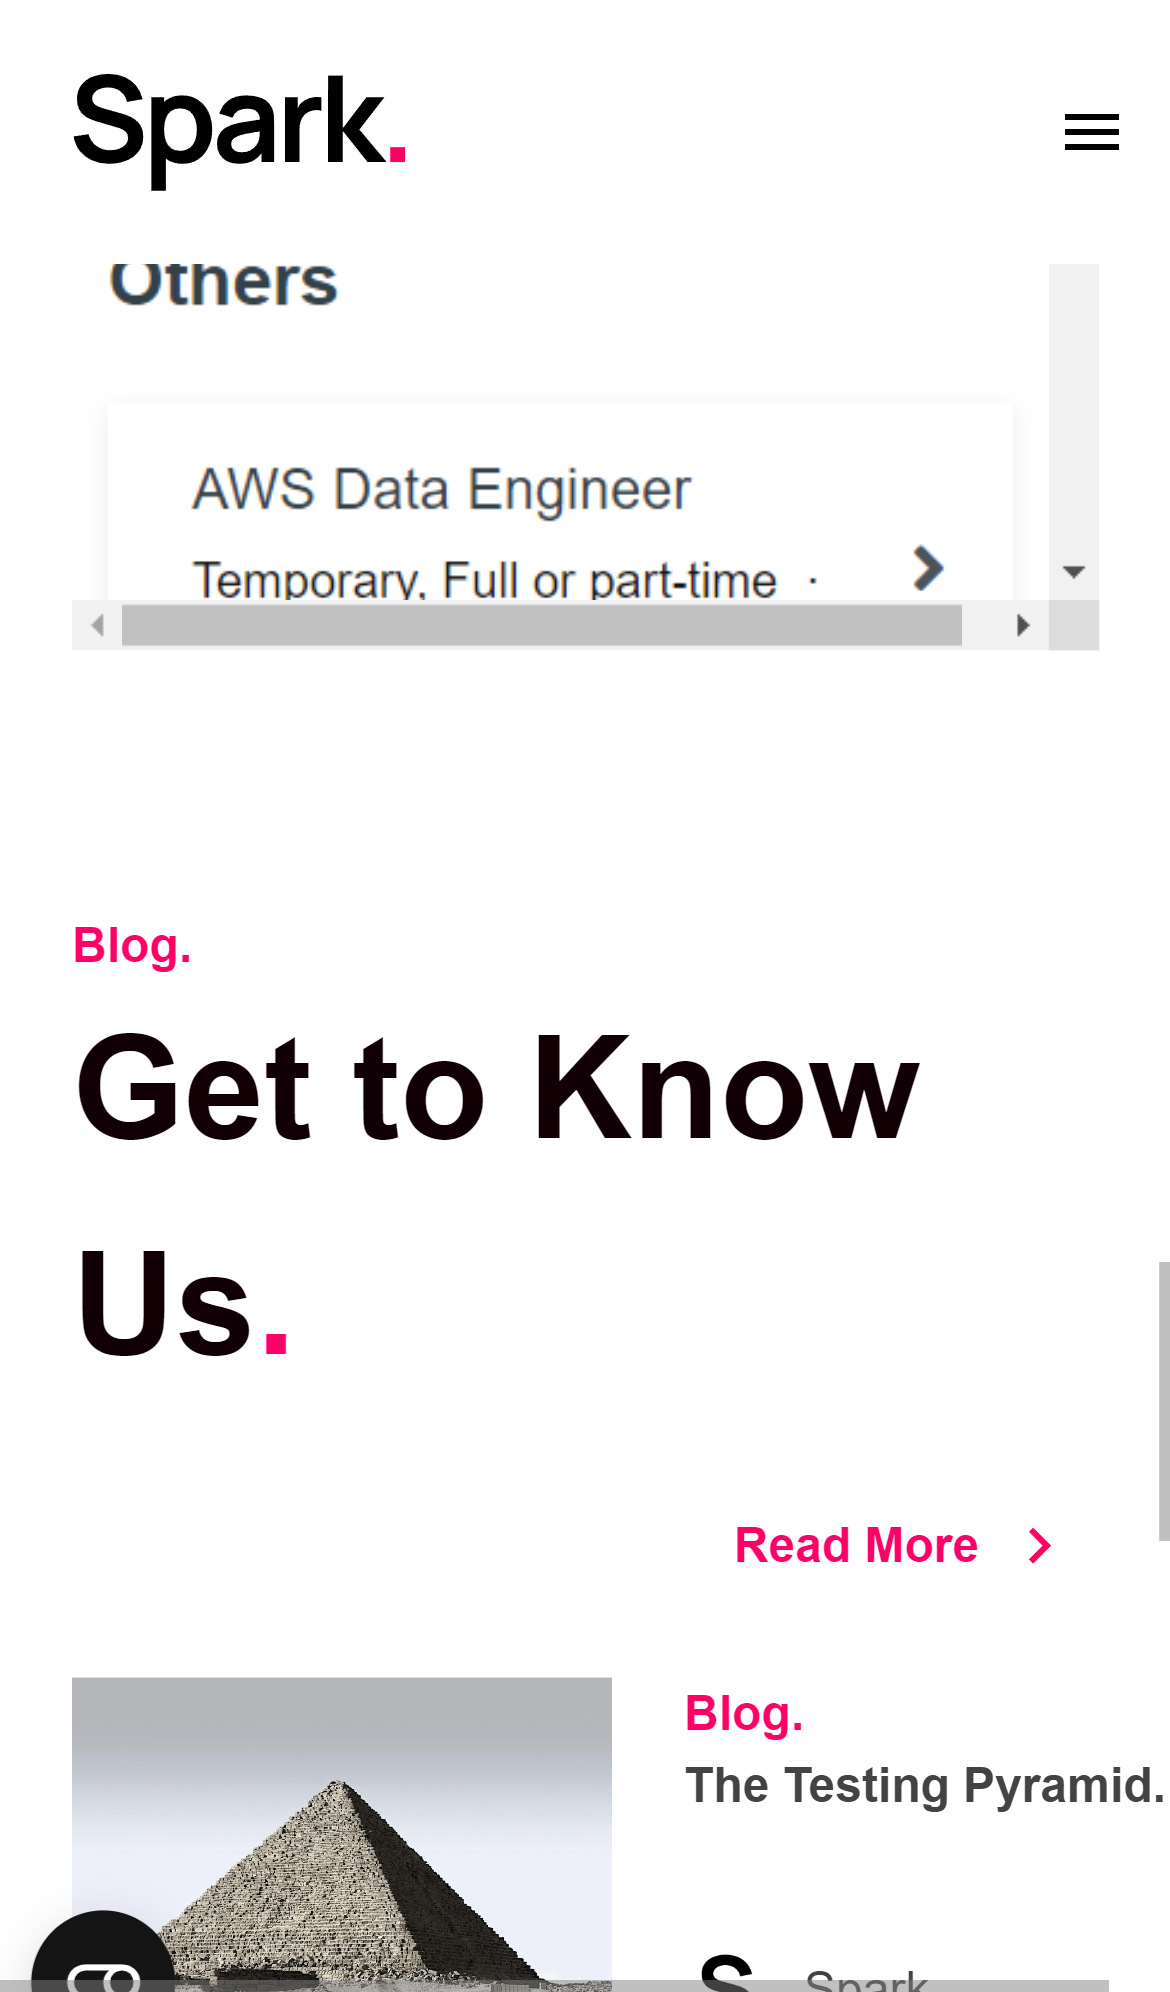 Spark.
Others
AWS Data Engineer
Temporary, Full or part-time ·
Blog.
Get to Know
Us.
Read More
Blog.
The Testing Pyramid.
S Spark